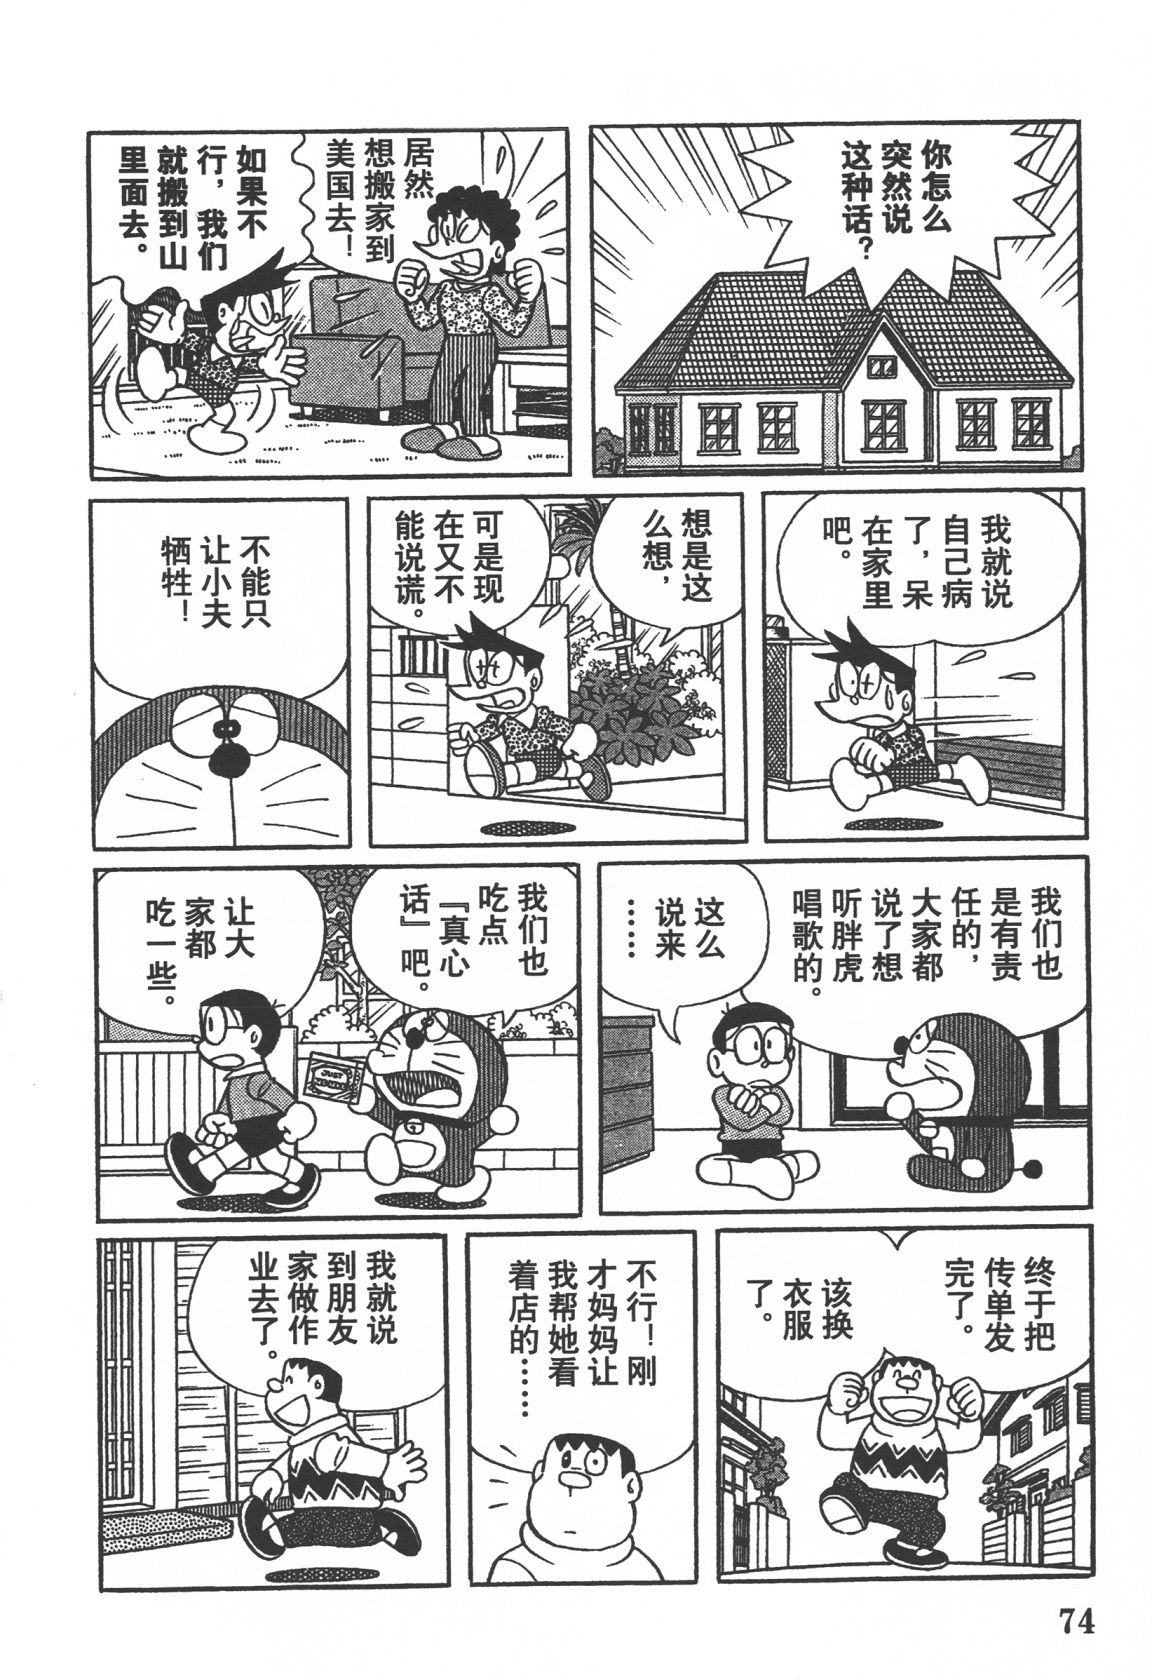 你怎么
突然说
这种话？
居然
想搬家到
美国去！
如果不
行，我们
就搬到山
里面去。
我就说
自己病
了，呆
在家里
吧。
想是这
么想，
可是现
在又不
能说谎。
不能只
让小夫
牺牲！
我们也
是有责
任的，
大家都
说了想
听胖虎
唱歌的。
这么
说来
……
我们也
吃点
『真心
话』吧。
JUST
让大
家都
吃一些。
终于把
传单发
完了。
该换
衣服
了。
不行！刚
才妈妈让
我帮她看
着店的……
我就说
到朋友
家做作
业去了。
74